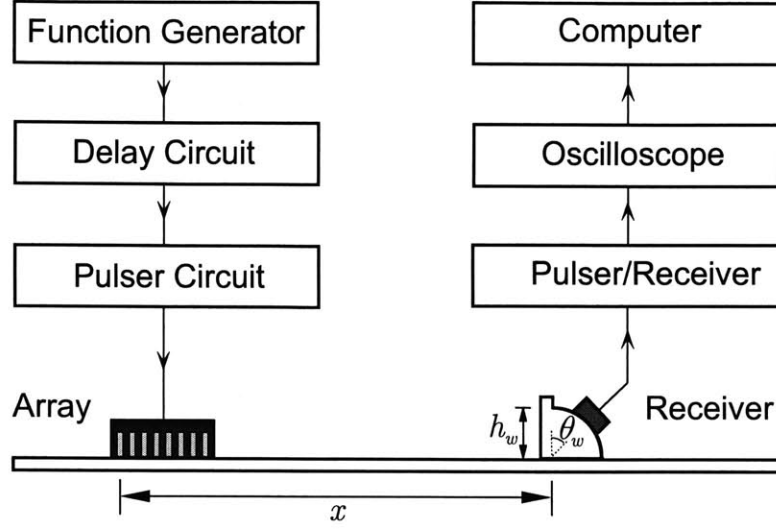 Function Generator
Computer
Delay Circuit
Oscilloscope
Pulser Circuit
Pulser/Receiver
Array
h_w
θ_w
Receiver
x